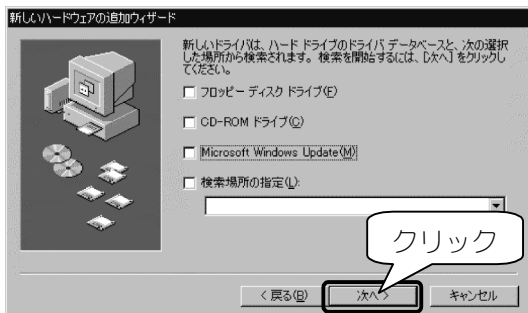 新しいハードウェアの追加ウィザード
新しいドライバは、ハード ドライブのドライバ データベースと、次の選択
した場所から検索されます。検索を開始するには、[次へ] をクリックし
てください。
フロッピー ディスク ドライブ(F)
CD-ROM ドライブ(C)
Microsoft Windows Update(M)
検索場所の指定(L):
クリック
< 戻る(B)
次へ >
キャンセル